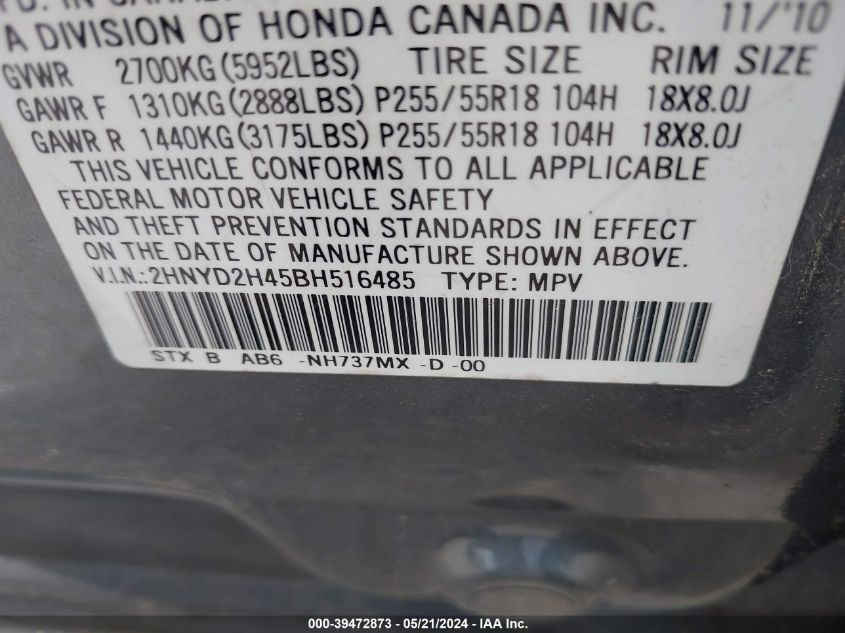 A DIVISION OF HONDA CANADA INC. 11/'10
GVWR 2700KG(5952LBS) TIRE SIZE RIM SIZE
GAWR F 1310KG(2888LBS) P255/55R18 104H 18X8.0J
GAWR R 1440KG(3175LBS) P255/55R18 104H 18X8.0J
THIS VEHICLE CONFORMS TO ALL APPLICABLE
FEDERAL MOTOR VEHICLE SAFETY
AND THEFT PREVENTION STANDARDS IN EFFECT
ON THE DATE OF MANUFACTURE SHOWN ABOVE.
V.I.N.:2HNYD2H45BH516485 TYPE: MPV
STX B AB6 -NH737MX -D -00
000-39472873 - 05/21/2024 - IAA Inc.